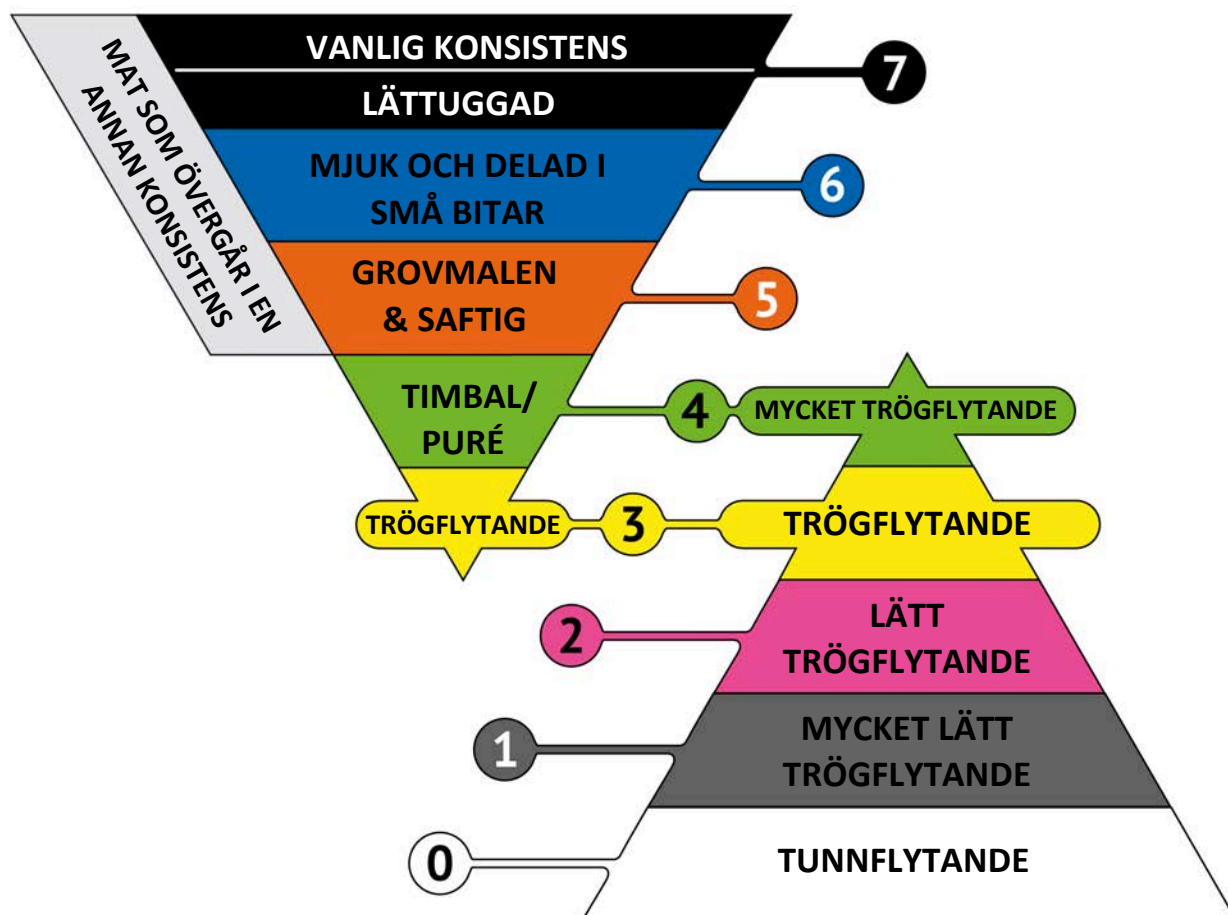 VANLIG KONSISTENS
7
LÄTTUGGAD
MAT SOM ÖVERGÅR I EN
ANNAN KONSISTENS
MJUK OCH DELAD I
SMÅ BITAR
6
GROVMALEN
& SAFTIG
5
TIMBAL/
PURÉ
4
MYCKET TRÖGFLYTANDE
TRÖGFLYTANDE
3
TRÖGFLYTANDE
2
LÄTT
TRÖGFLYTANDE
1
MYCKET LÄTT
TRÖGFLYTANDE
0
TUNNFLYTANDE